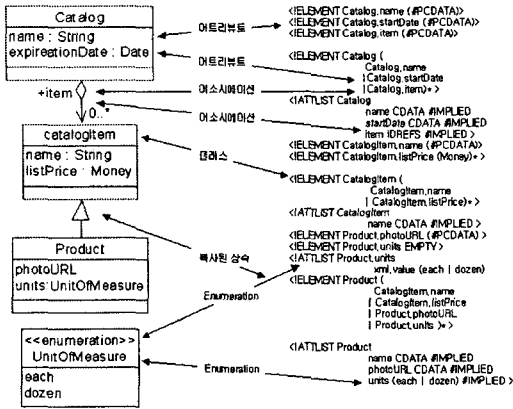 Catalog
name : String
expireationDate : Date
+item
0..*
catalogItem
name : String
listPrice : Money
Product
photoURL
units:UnitOfMeasure
<<enumeration>>
UnitOfMeasure
each
dozen
어트리뷰트
어트리뷰트
어소시에이션
어소시에이션
클래스
복사된 상속
Enumeration
Enumeration
<!ELEMENT Catalog,name (#PCDATA)>
<!ELEMENT Catalog,startDate (#PCDATA)>
<!ELEMENT Catalog,item (#PCDATA)>
<!ELEMENT Catalog (
Catalog,name
| Catalog,startDate
| Catalog,item)* >
<!ATTLIST Catalog
name CDATA #IMPLIED
startDate CDATA #IMPLIED
item IDREFS #IMPLIED >
<!ELEMENT CatalogItem,name (#PCDATA)>
<!ELEMENT CatalogItem,listPrice (Money)* >
<!ELEMENT CatalogItem (
CatalogItem,name
| CatalogItem,listPrice)* >
<!ATTLIST CatalogItem
name CDATA #IMPLIED >
<!ELEMENT Product,photoURL (#PCDATA) >
<!ELEMENT Product,units EMPTY>
<!ATTLIST Product,units
xml,value (each | dozen)
<!ELEMENT Product (
CatalogItem,name
| CatalogItem,listPrice
| Product,photoURL
| Product,units )* >
<!ATTLIST Product
name CDATA #IMPLIED
photoURL CDATA #IMPLIED
units (each | dozen) #IMPLIED >